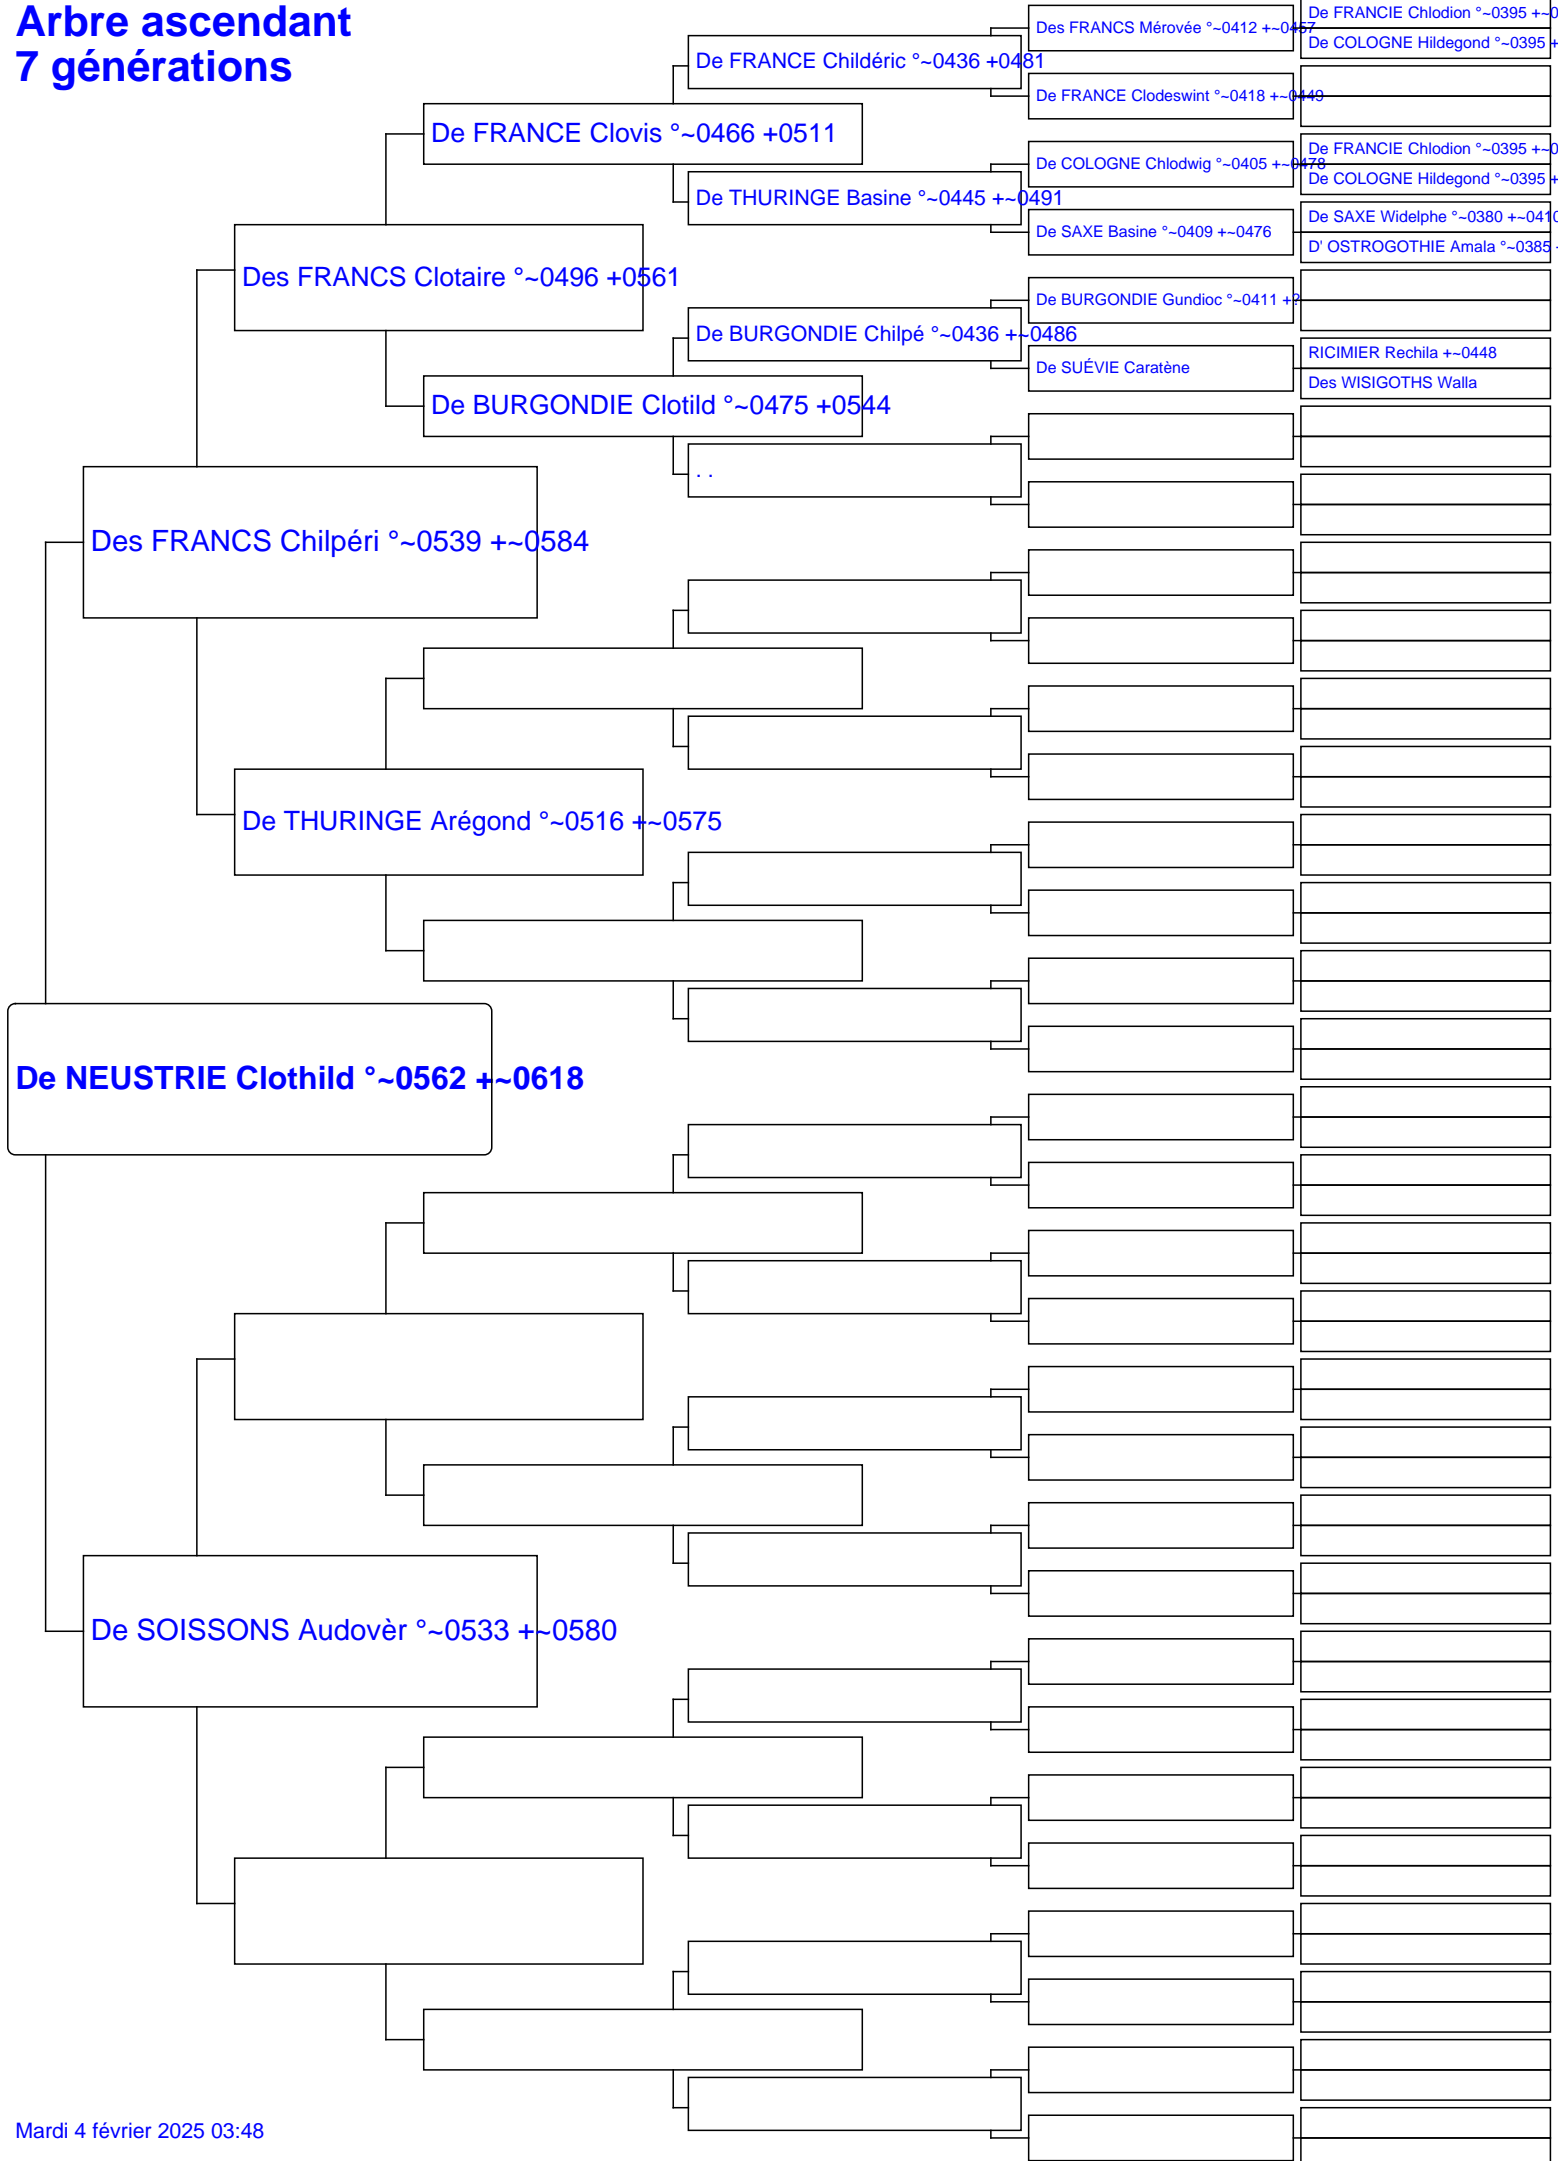 Arbre ascendant
7 générations
De NEUSTRIE Clothild °~0562 +~0618
Des FRANCS Chilpéri °~0539 +~0584
De SOISSONS Audovèr °~0533 +~0580
Des FRANCS Clotaire °~0496 +0561
De THURINGE Arégond °~0516 +~0575
De FRANCE Clovis °~0466 +0511
De BURGONDIE Clotild °~0475 +0544
De FRANCE Childéric °~0436 +0481
De THURINGE Basine °~0445 +~0491
De BURGONDIE Chilpé °~0436 +~0486
. .
Des FRANCS Mérovée °~0412 +~0457
De FRANCE Clodeswint °~0418 +~0449
De COLOGNE Chlodwig °~0405 +~0478
De SAXE Basine °~0409 +~0476
De BURGONDIE Gundioc °~0411 +?
De SUÉVIE Caratène
De FRANCIE Chlodion °~0395 +~0
De COLOGNE Hildegond °~0395 +
De FRANCIE Chlodion °~0395 +~0
De COLOGNE Hildegond °~0395 +
De SAXE Widelphe °~0380 +~0410
D' OSTROGOTHIE Amala °~0385
RICIMIER Rechila +~0448
Des WISIGOTHS Walla
Mardi 4 février 2025 03:48